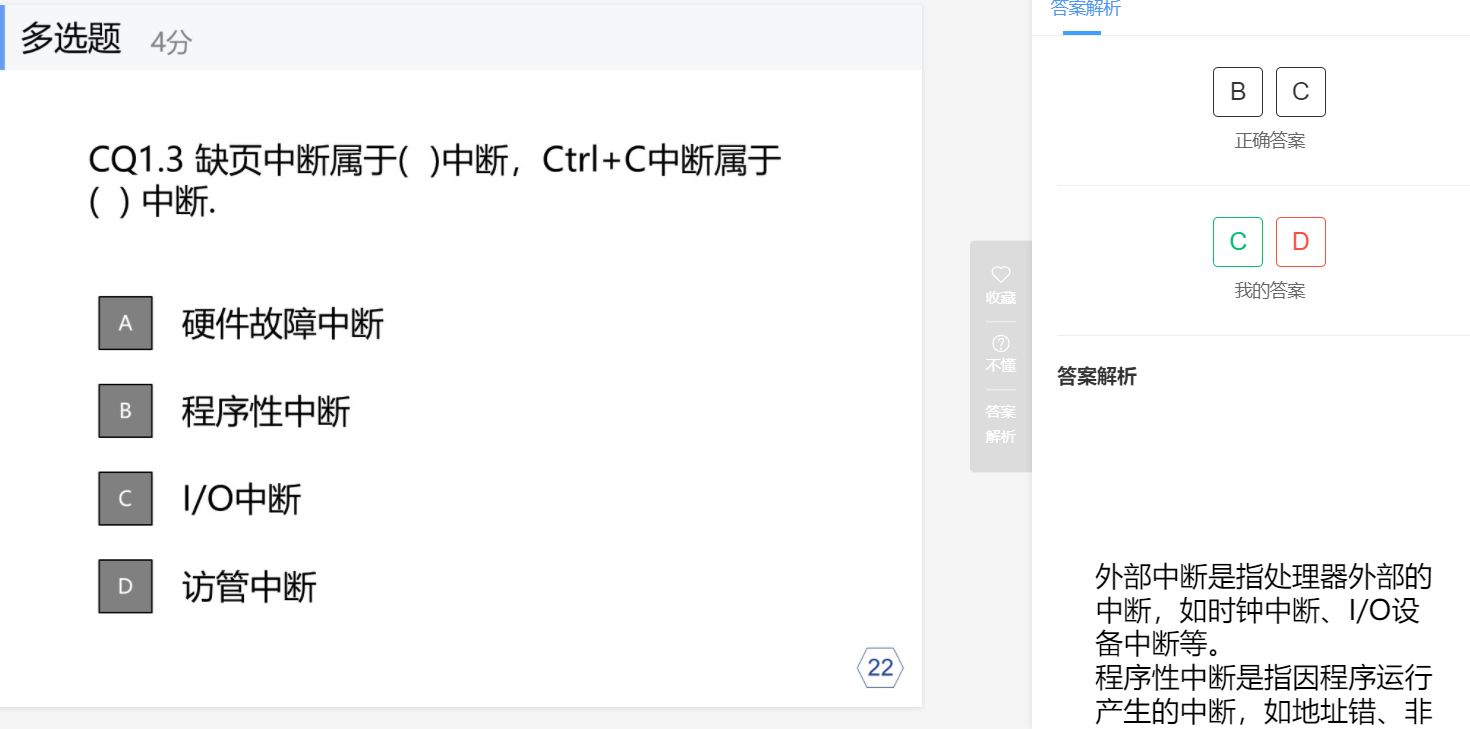 多选题 4分
CQ1.3 缺页中断属于( )中断，Ctrl+C中断属于
( ) 中断.
A 硬件故障中断
B 程序性中断
C I/O中断
D 访管中断
22
收藏
不懂
答案
解析
答案解析
B C
正确答案
C D
我的答案
答案解析
外部中断是指处理器外部的
中断，如时钟中断、I/O设
备中断等。
程序性中断是指因程序运行
产生的中断，如地址错、非